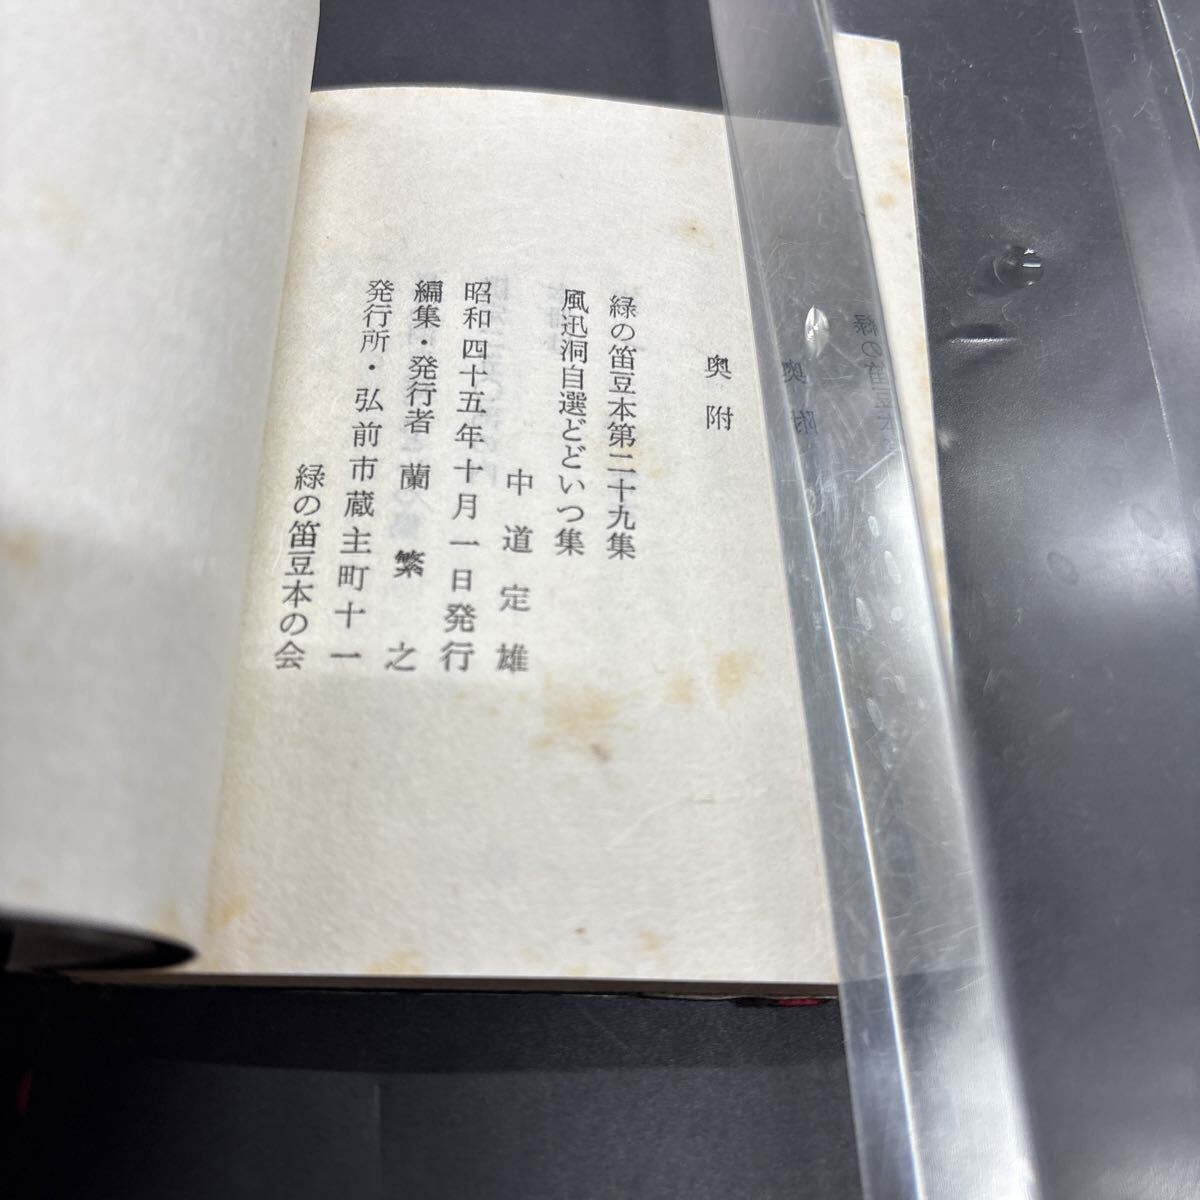 奥附
緑の笛豆本第二十九集
風迅洞自選どどいつ集
中道定雄
昭和四十五年十月一日発行
編集・発行者 蘭繁之
発行所・弘前市蔵主町十一
緑の笛豆本の会